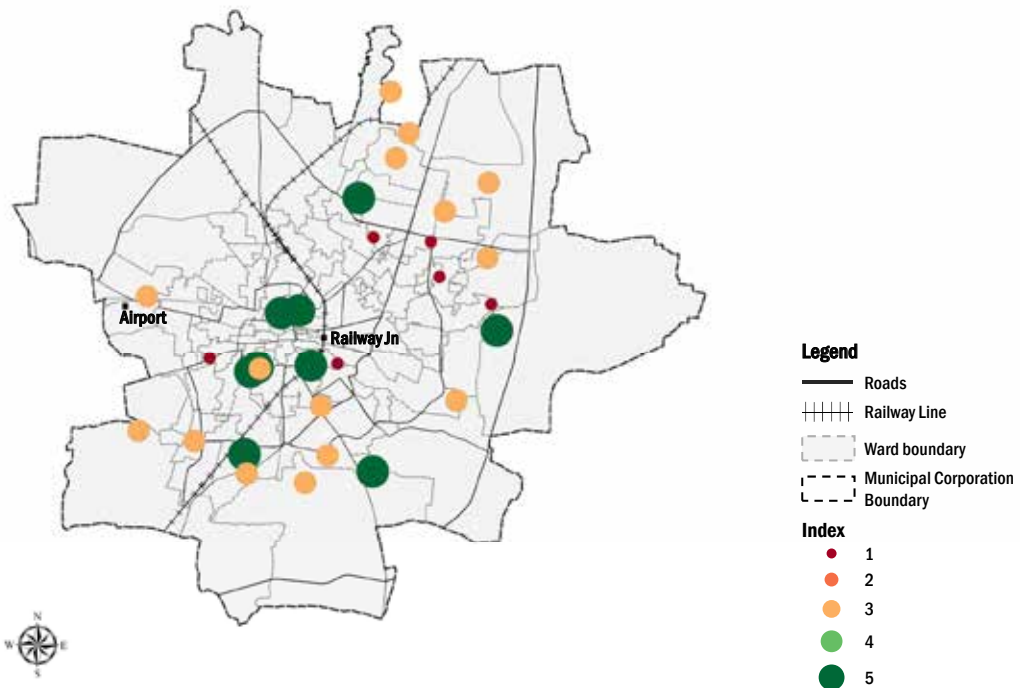 Airport
Railway Jn
Legend
Roads
Railway Line
Ward boundary
Municipal Corporation
Boundary
Index
1
2
3
4
5
N
W
E
S